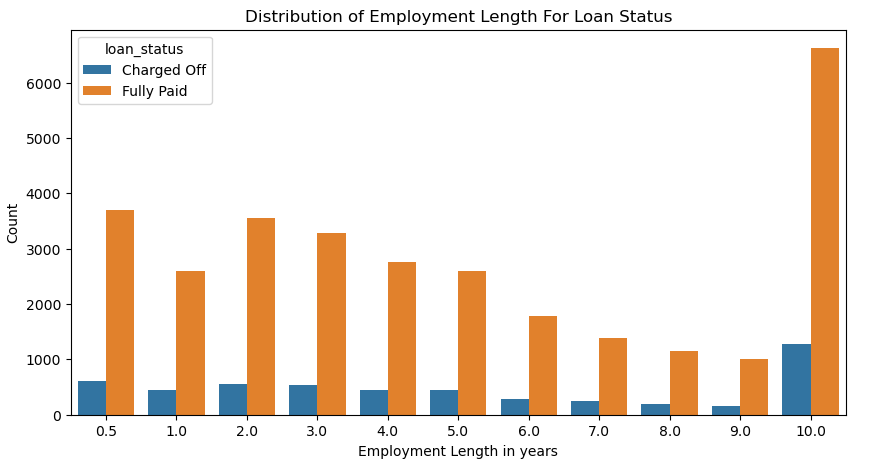 Distribution of Employment Length For Loan Status
loan_status
Charged Off
Fully Paid
Count
6000
5000
4000
3000
2000
1000
0
0.5 1.0 2.0 3.0 4.0 5.0 6.0 7.0 8.0 9.0 10.0
Employment Length in years